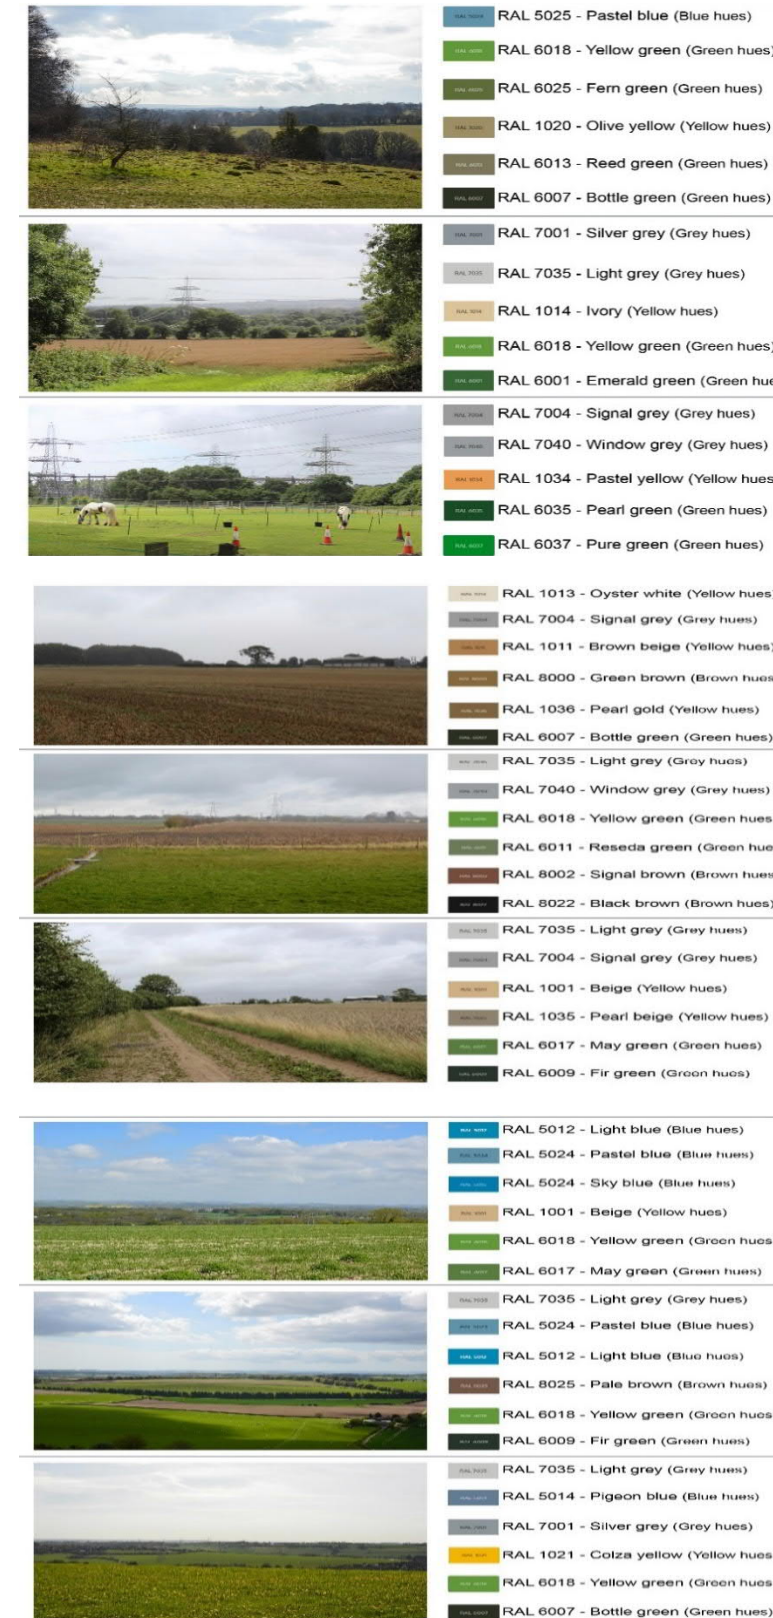 RAL 5025 - Pastel blue (Blue hues)
RAL 6018 - Yellow green (Green hues)
RAL 6025 - Fern green (Green hues)
RAL 1020 - Olive yellow (Yellow hues)
RAL 6013 - Reed green (Green hues)
RAL 6007 - Bottle green (Green hues)
RAL 7001 - Silver grey (Grey hues)
RAL 7035 - Light grey (Grey hues)
RAL 1014 - Ivory (Yellow hues)
RAL 6018 - Yellow green (Green hues)
RAL 6001 - Emerald green (Green hue
RAL 7004 - Signal grey (Grey hues)
RAL 7040 - Window grey (Grey hues)
RAL 1034 - Pastel yellow (Yellow hues
RAL 6035 - Pearl green (Green hues)
RAL 6037 - Pure green (Green hues)
RAL 1013 - Oyster white (Yellow hues)
RAL 7004 - Signal grey (Grey hues)
RAL 1011 - Brown beige (Yellow hues)
RAL 8000 - Green brown (Brown hues
RAL 1036 - Pearl gold (Yellow hues)
RAL 6007 - Bottle green (Green hues)
RAL 7035 - Light grey (Grey hues)
RAL 7040 - Window grey (Grey hues)
RAL 6018 - Yellow green (Green hues
RAL 6011 - Reseda green (Green hue
RAL 8002 - Signal brown (Brown hues
RAL 8022 - Black brown (Brown hues)
RAL 7035 - Light grey (Grey hues)
RAL 7004 - Signal grey (Grey hues)
RAL 1001 - Beige (Yellow hues)
RAL 1035 - Pearl beige (Yellow hues)
RAL 6017 - May green (Green hues)
RAL 6009 - Fir green (Green hues)
RAL 5012 - Light blue (Blue hues)
RAL 5024 - Pastel blue (Blue hues)
RAL 5024 - Sky blue (Blue hues)
RAL 1001 - Beige (Yellow hues)
RAL 6018 - Yellow green (Green hues
RAL 6017 - May green (Green hues)
RAL 7035 - Light grey (Grey hues)
RAL 5024 - Pastel blue (Blue hues)
RAL 5012 - Light blue (Blue hues)
RAL 8025 - Pale brown (Brown hues)
RAL 6018 - Yellow green (Green hues
RAL 6009 - Fir green (Green hues)
RAL 7035 - Light grey (Grey hues)
RAL 5014 - Pigeon blue (Blue hues)
RAL 7001 - Silver grey (Grey hues)
RAL 1021 - Colza yellow (Yellow hues
RAL 6018 - Yellow green (Green hues
RAL 6007 - Bottle green (Green hues)